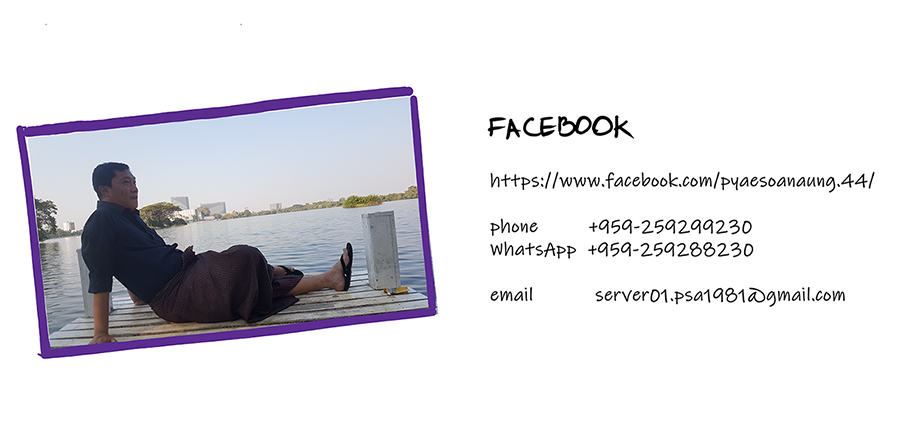 FACEBOOK
https://www.facebook.com/pyaesoanaung.44/
phone +959-259299230
WhatsApp +959-259288230
email server01.psa1981@gmail.com